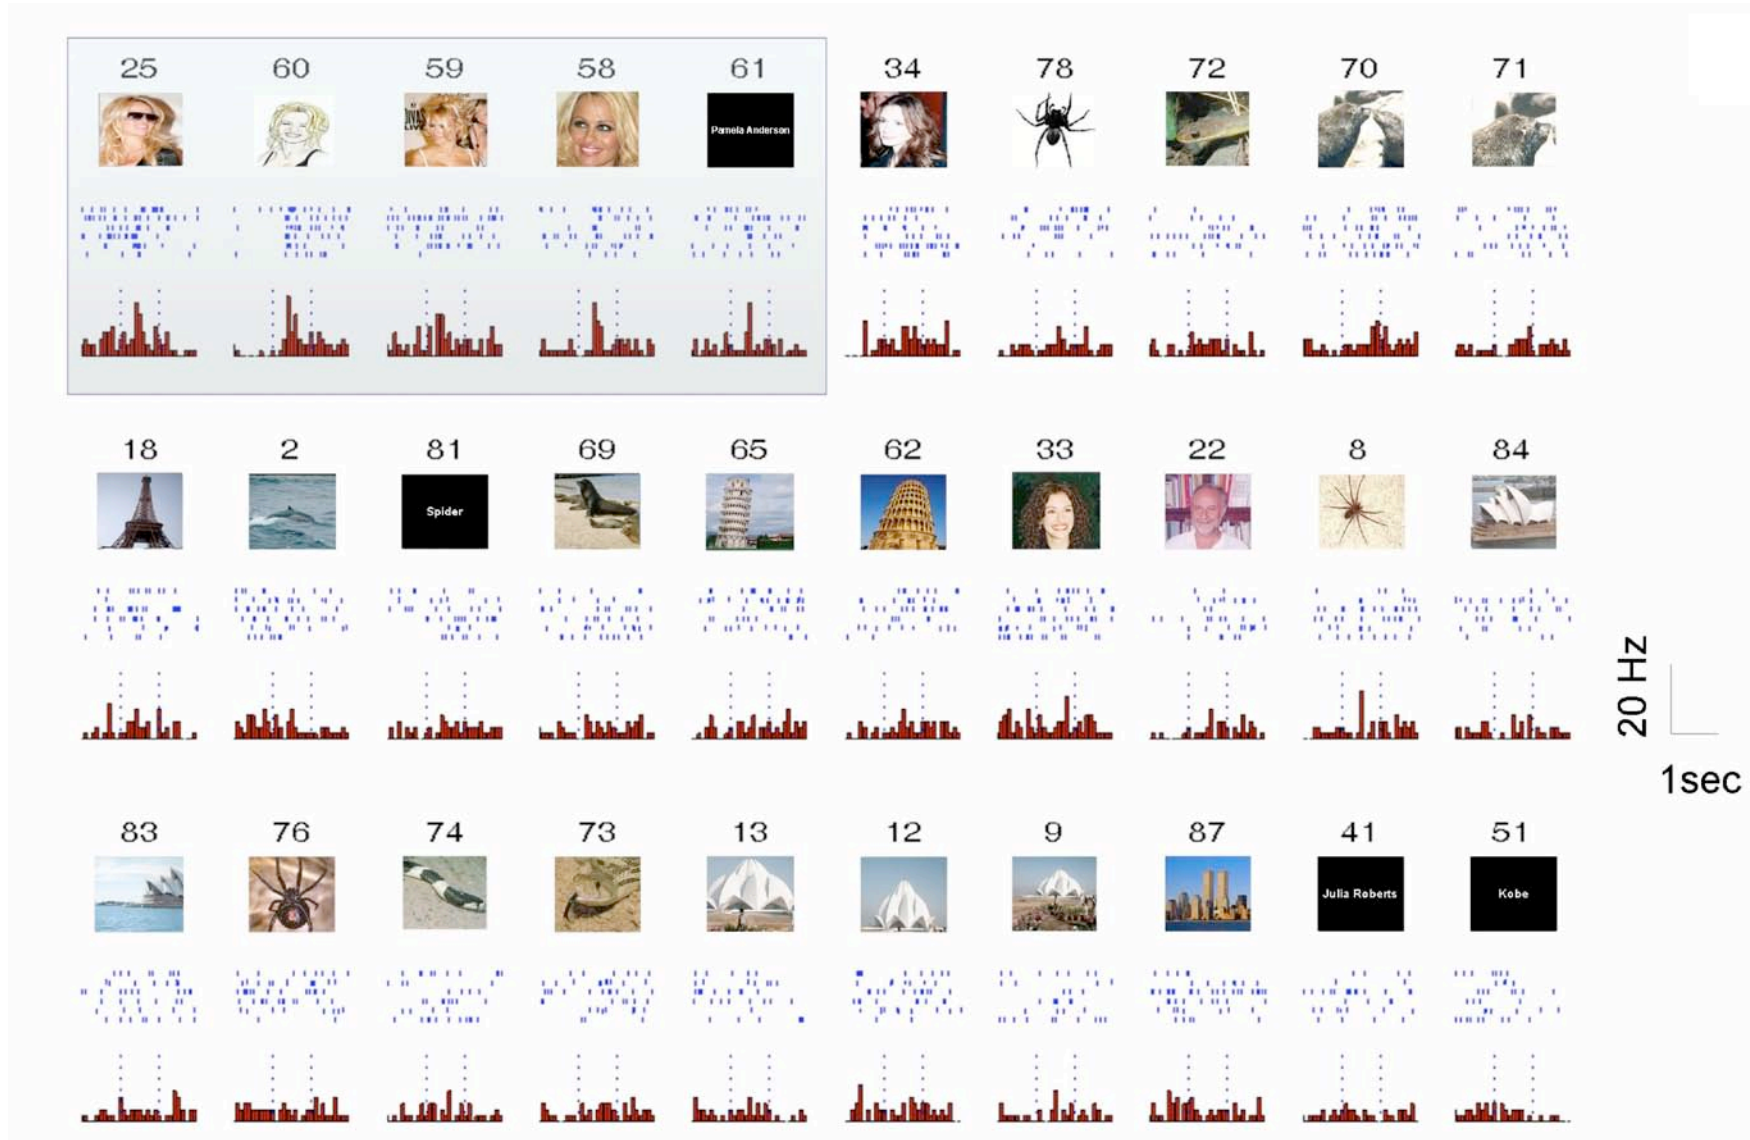 25 60 59 58 61 34 78 72 70 71
DIVAS
LIVE
Pamela Anderson
18 2 81 69 65 62 33 22 8 84
Spider
20 Hz
1sec
83 76 74 73 13 12 9 87 41 51
Julia Roberts
Kobe